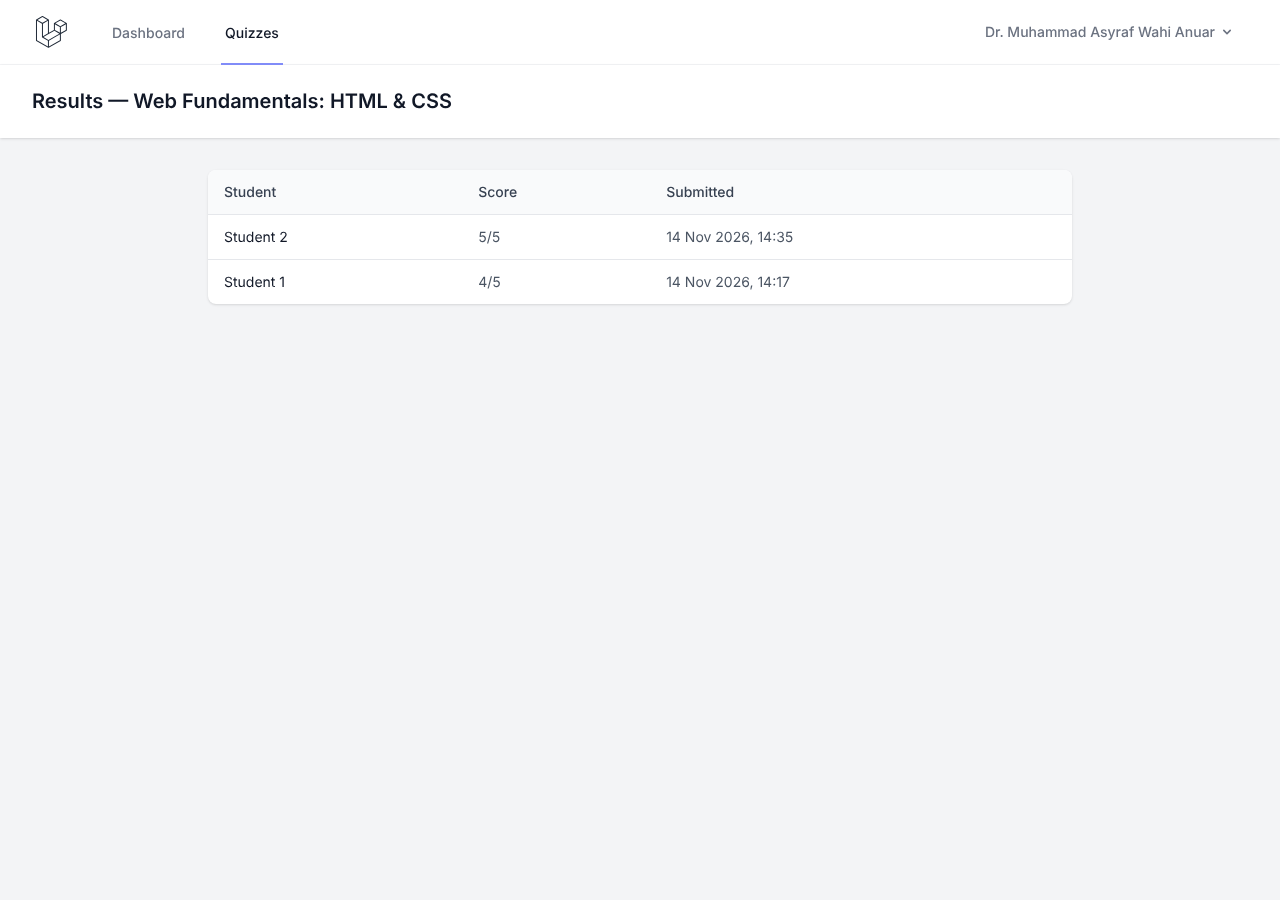 Dashboard Quizzes Dr. Muhammad Asyraf Wahi Anuar
Results — Web Fundamentals: HTML & CSS
Student Score Submitted
Student 2 5/5 14 Nov 2026, 14:35
Student 1 4/5 14 Nov 2026, 14:17